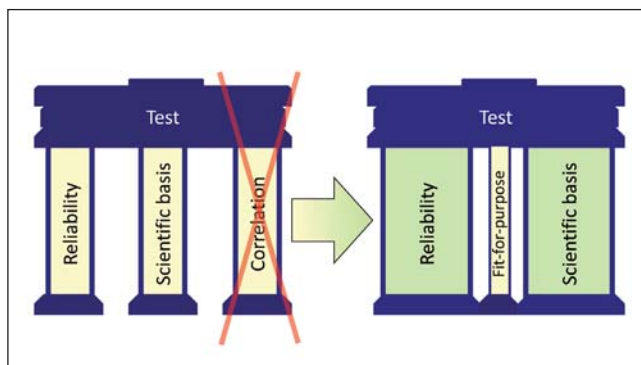 Test
Reliability
Scientific basis
Correlation
Test
Reliability
Fit-for-purpose
Scientific basis